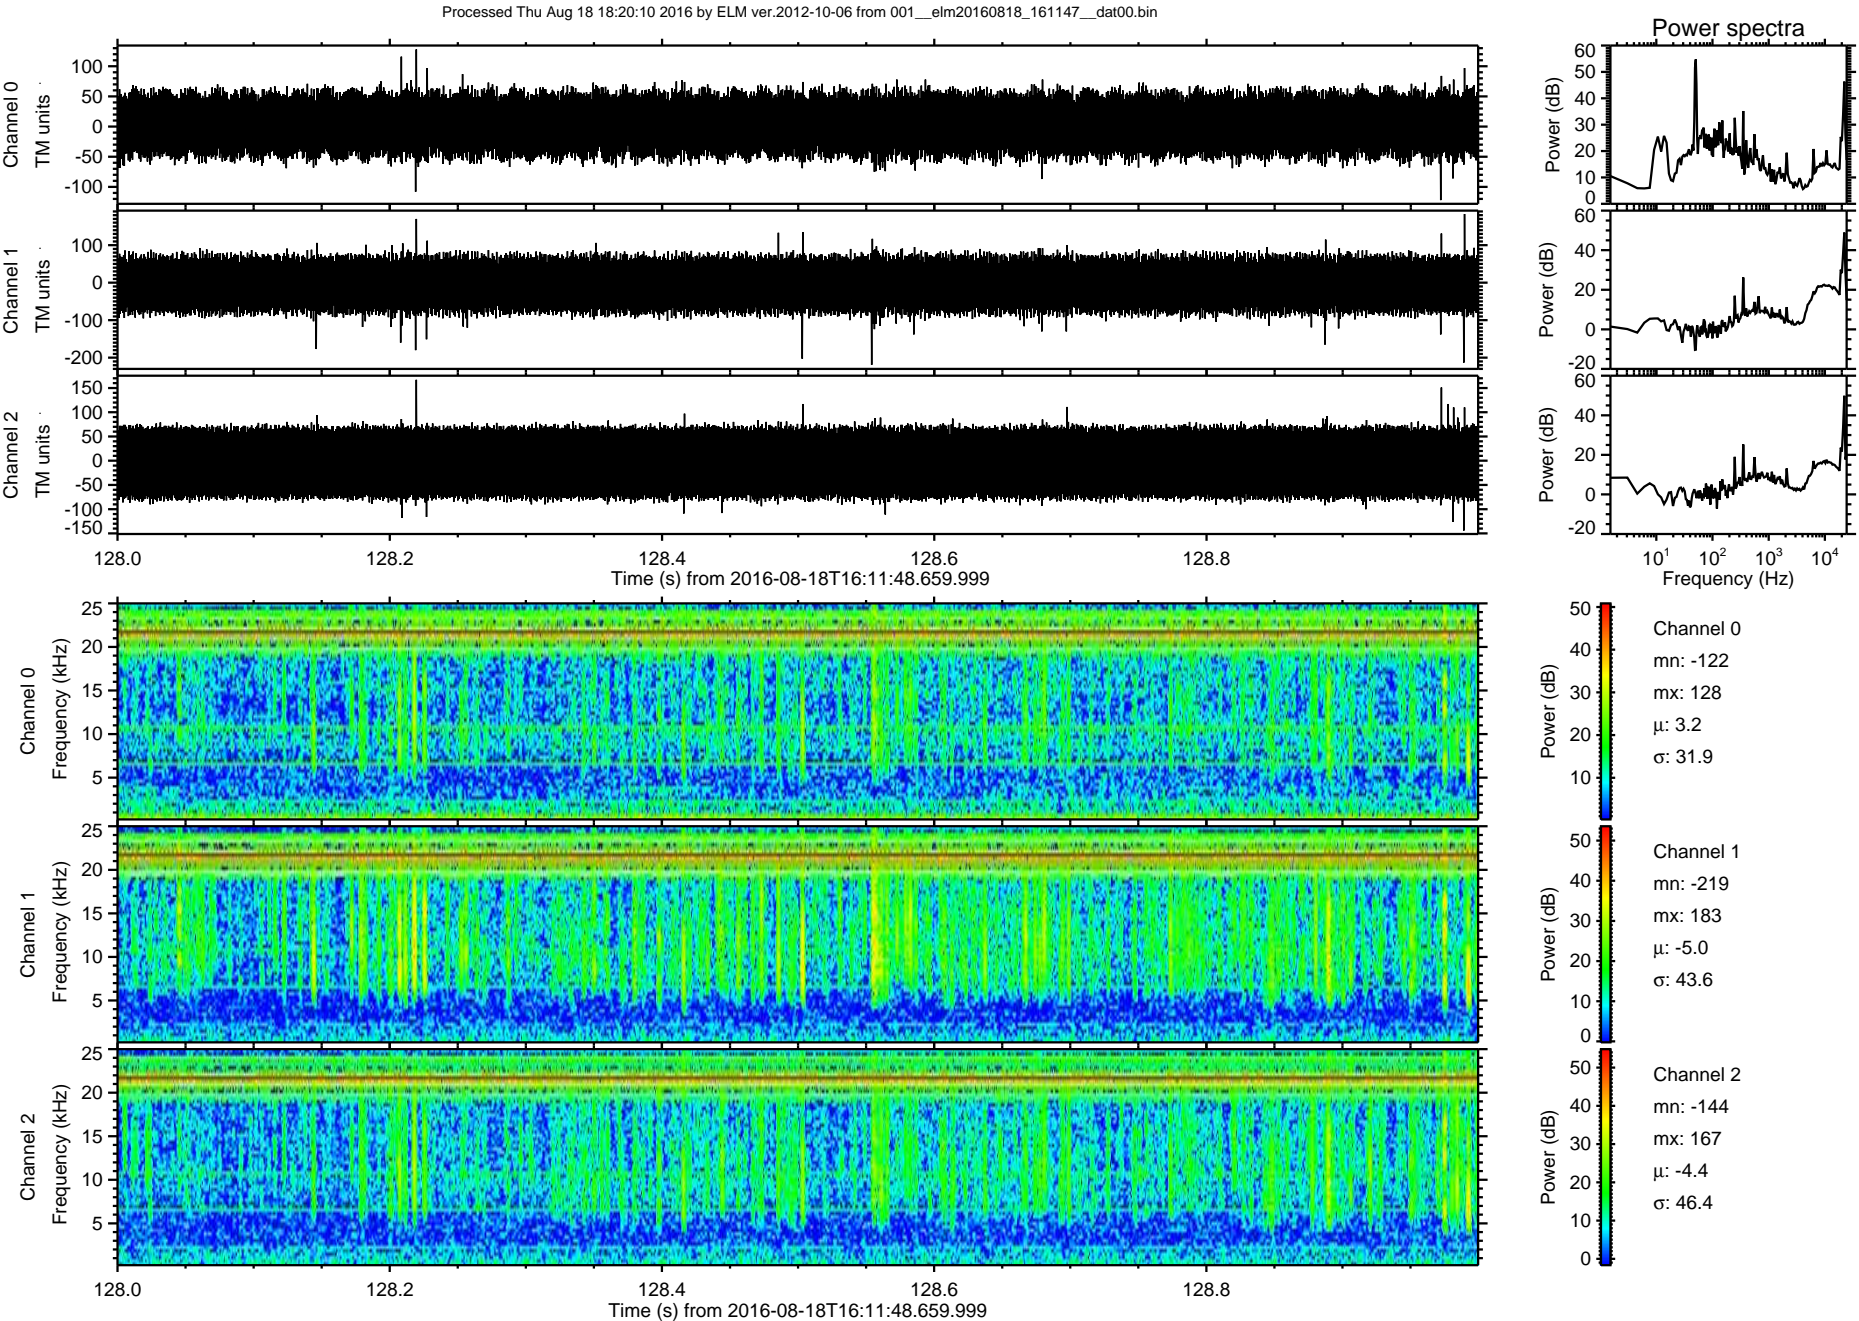 Processed Thu Aug 18 18:20:10 2016 by ELM ver.2012-10-06 from 001__elm20160818_161147__dat00.bin
Power spectra
Channel 0
TM units
100
50
0
-50
-100
Power (dB)
60
50
40
30
20
10
0
Channel 1
TM units
100
0
-100
-200
Power (dB)
60
40
20
0
-20
Channel 2
TM units
150
100
50
0
-50
-100
-150
Power (dB)
60
40
20
0
-20
128.0 128.2 128.4 128.6 128.8
Time (s) from 2016-08-18T16:11:48.659.999
10^1 10^2 10^3 10^4
Frequency (Hz)
Channel 0
Frequency (kHz)
25
20
15
10
5
Power (dB)
50
40
30
20
10
Channel 0
mn: -122
mx: 128
μ: 3.2
σ: 31.9
Channel 1
Frequency (kHz)
25
20
15
10
5
Power (dB)
50
40
30
20
10
0
Channel 1
mn: -219
mx: 183
μ: -5.0
σ: 43.6
Channel 2
Frequency (kHz)
25
20
15
10
5
Power (dB)
50
40
30
20
10
0
Channel 2
mn: -144
mx: 167
μ: -4.4
σ: 46.4
128.0 128.2 128.4 128.6 128.8
Time (s) from 2016-08-18T16:11:48.659.999